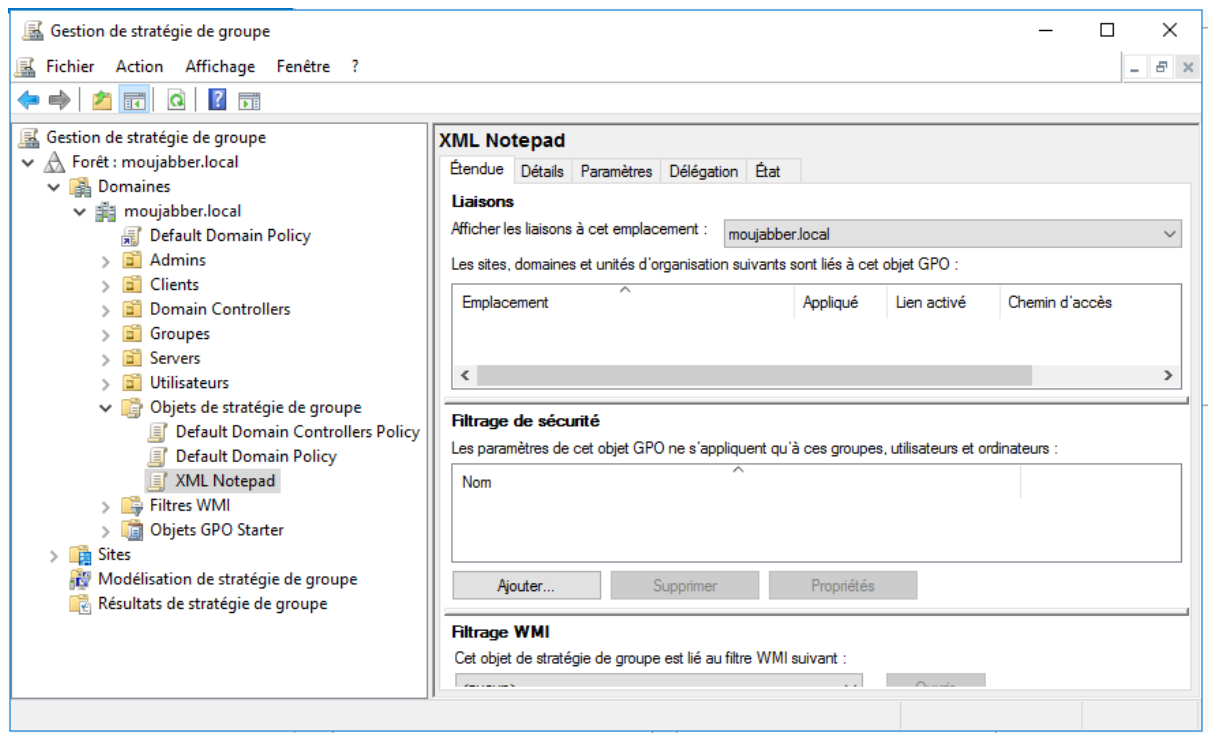 Gestion de stratégie de groupe
Fichier Action Affichage Fenêtre ?
Gestion de stratégie de groupe
Forêt : moujabber.local
Domaines
moujabber.local
Default Domain Policy
Admins
Clients
Domain Controllers
Groupes
Servers
Utilisateurs
Objets de stratégie de groupe
Default Domain Controllers Policy
Default Domain Policy
XML Notepad
Filtres WMI
Objets GPO Starter
Sites
Modélisation de stratégie de groupe
Résultats de stratégie de groupe
XML Notepad
Étendue Détails Paramètres Délégation État
Liaisons
Afficher les liaisons à cet emplacement : moujabber.local
Les sites, domaines et unités d'organisation suivants sont liés à cet objet GPO :
Emplacement Appliqué Lien activé Chemin d'accès
Filtrage de sécurité
Les paramètres de cet objet GPO ne s'appliquent qu'à ces groupes, utilisateurs et ordinateurs :
Nom
Ajouter... Supprimer Propriétés
Filtrage WMI
Cet objet de stratégie de groupe est lié au filtre WMI suivant :